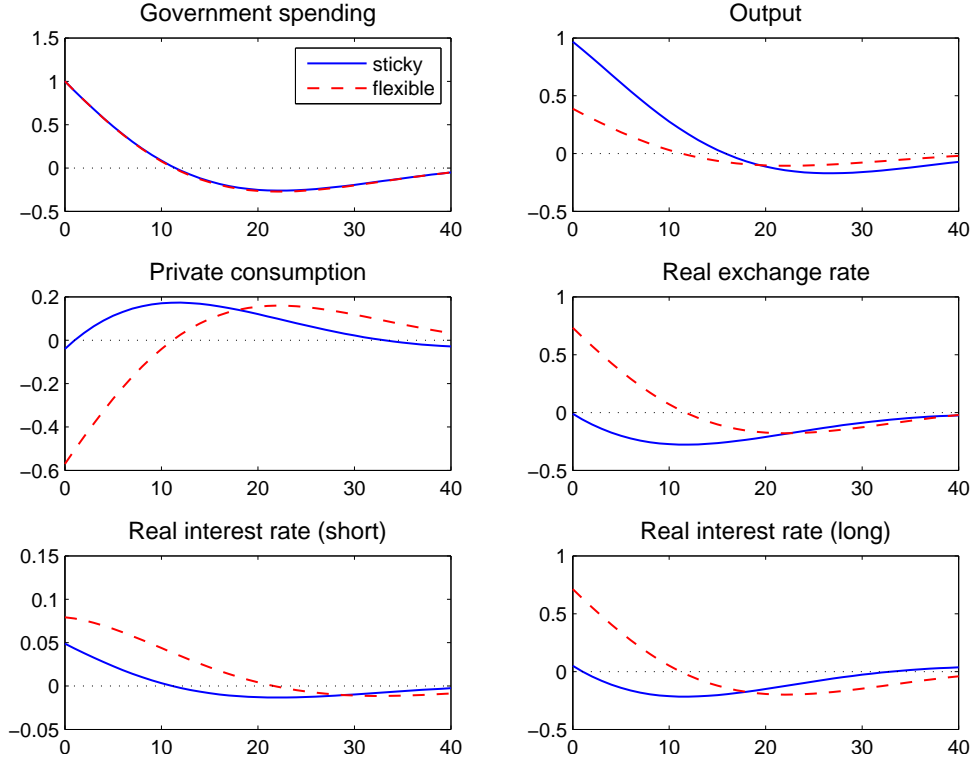 Government spending
Output
1.5
1
0.5
0
−0.5
sticky
flexible
0 10 20 30 40
1
0.5
0
−0.5
0 10 20 30 40
Private consumption
Real exchange rate
0.2
0
−0.2
−0.4
−0.6
0 10 20 30 40
1
0.5
0
−0.5
0 10 20 30 40
Real interest rate (short)
Real interest rate (long)
0.15
0.1
0.05
0
−0.05
0 10 20 30 40
1
0.5
0
−0.5
0 10 20 30 40